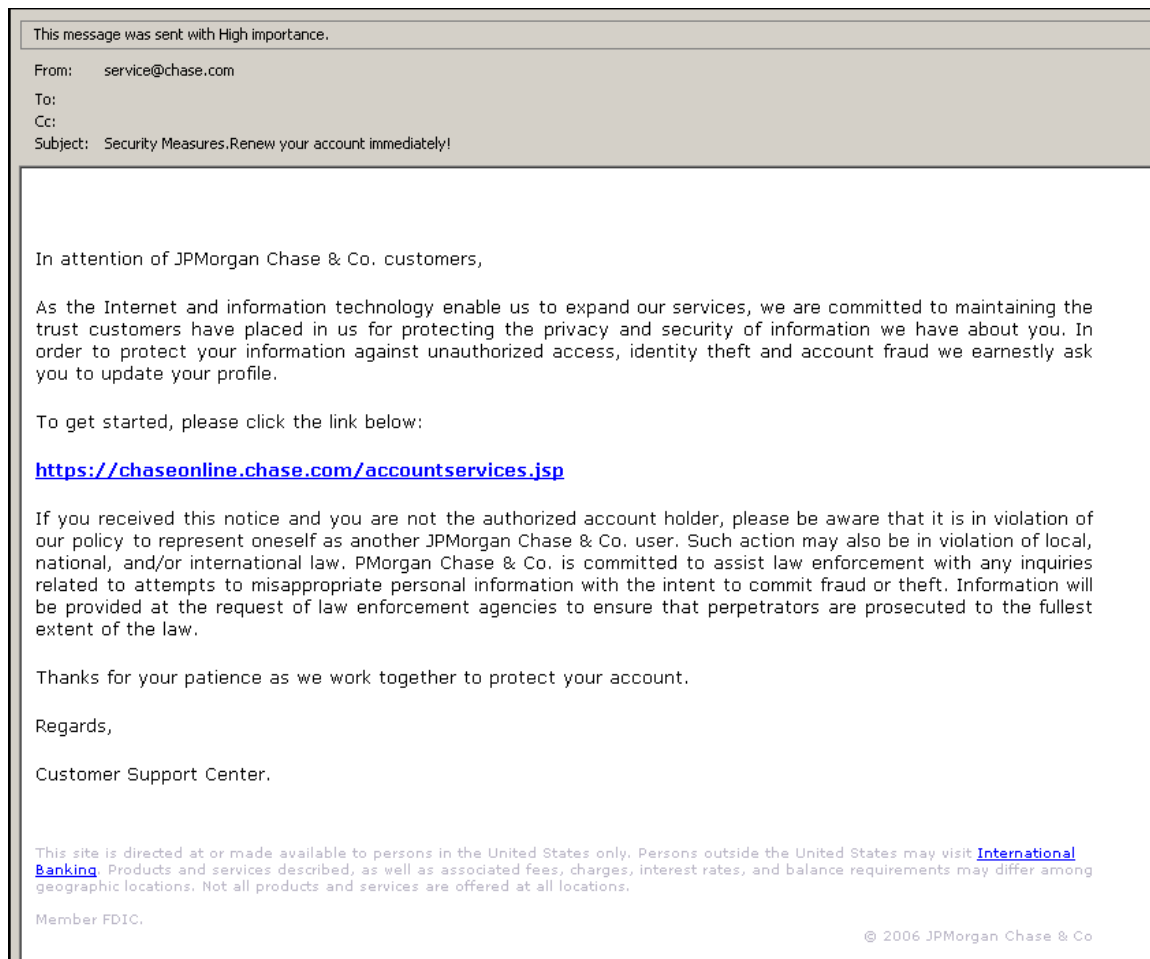 This message was sent with High importance.
From: service@chase.com
To:
Cc:
Subject: Security Measures.Renew your account immediately!
In attention of JPMorgan Chase & Co. customers,
As the Internet and information technology enable us to expand our services, we are committed to maintaining the
trust customers have placed in us for protecting the privacy and security of information we have about you. In
order to protect your information against unauthorized access, identity theft and account fraud we earnestly ask
you to update your profile.
To get started, please click the link below:
https://chaseonline.chase.com/accountservices.jsp
If you received this notice and you are not the authorized account holder, please be aware that it is in violation of
our policy to represent oneself as another JPMorgan Chase & Co. user. Such action may also be in violation of local,
national, and/or international law. PMorgan Chase & Co. is committed to assist law enforcement with any inquiries
related to attempts to misappropriate personal information with the intent to commit fraud or theft. Information will
be provided at the request of law enforcement agencies to ensure that perpetrators are prosecuted to the fullest
extent of the law.
Thanks for your patience as we work together to protect your account.
Regards,
Customer Support Center.
This site is directed at or made available to persons in the United States only. Persons outside the United States may visit International
Banking. Products and services described, as well as associated fees, charges, interest rates, and balance requirements may differ among
geographic locations. Not all products and services are offered at all locations.
Member FDIC.
© 2006 JPMorgan Chase & Co